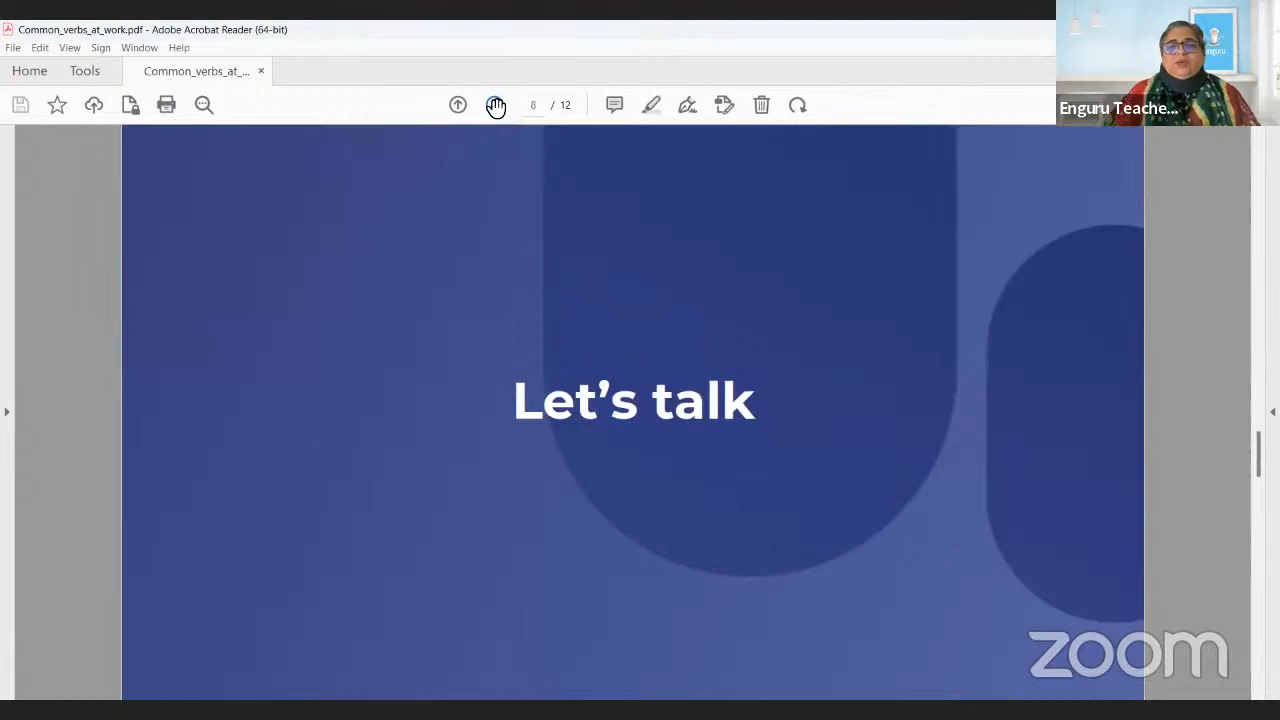 Common_verbs_at_work.pdf - Adobe Acrobat Reader (64-bit)
File Edit View Sign Window Help
Home Tools Common_verbs_at_... ×
8 / 12
enguru
Enguru Teache...
Let's talk
zoom